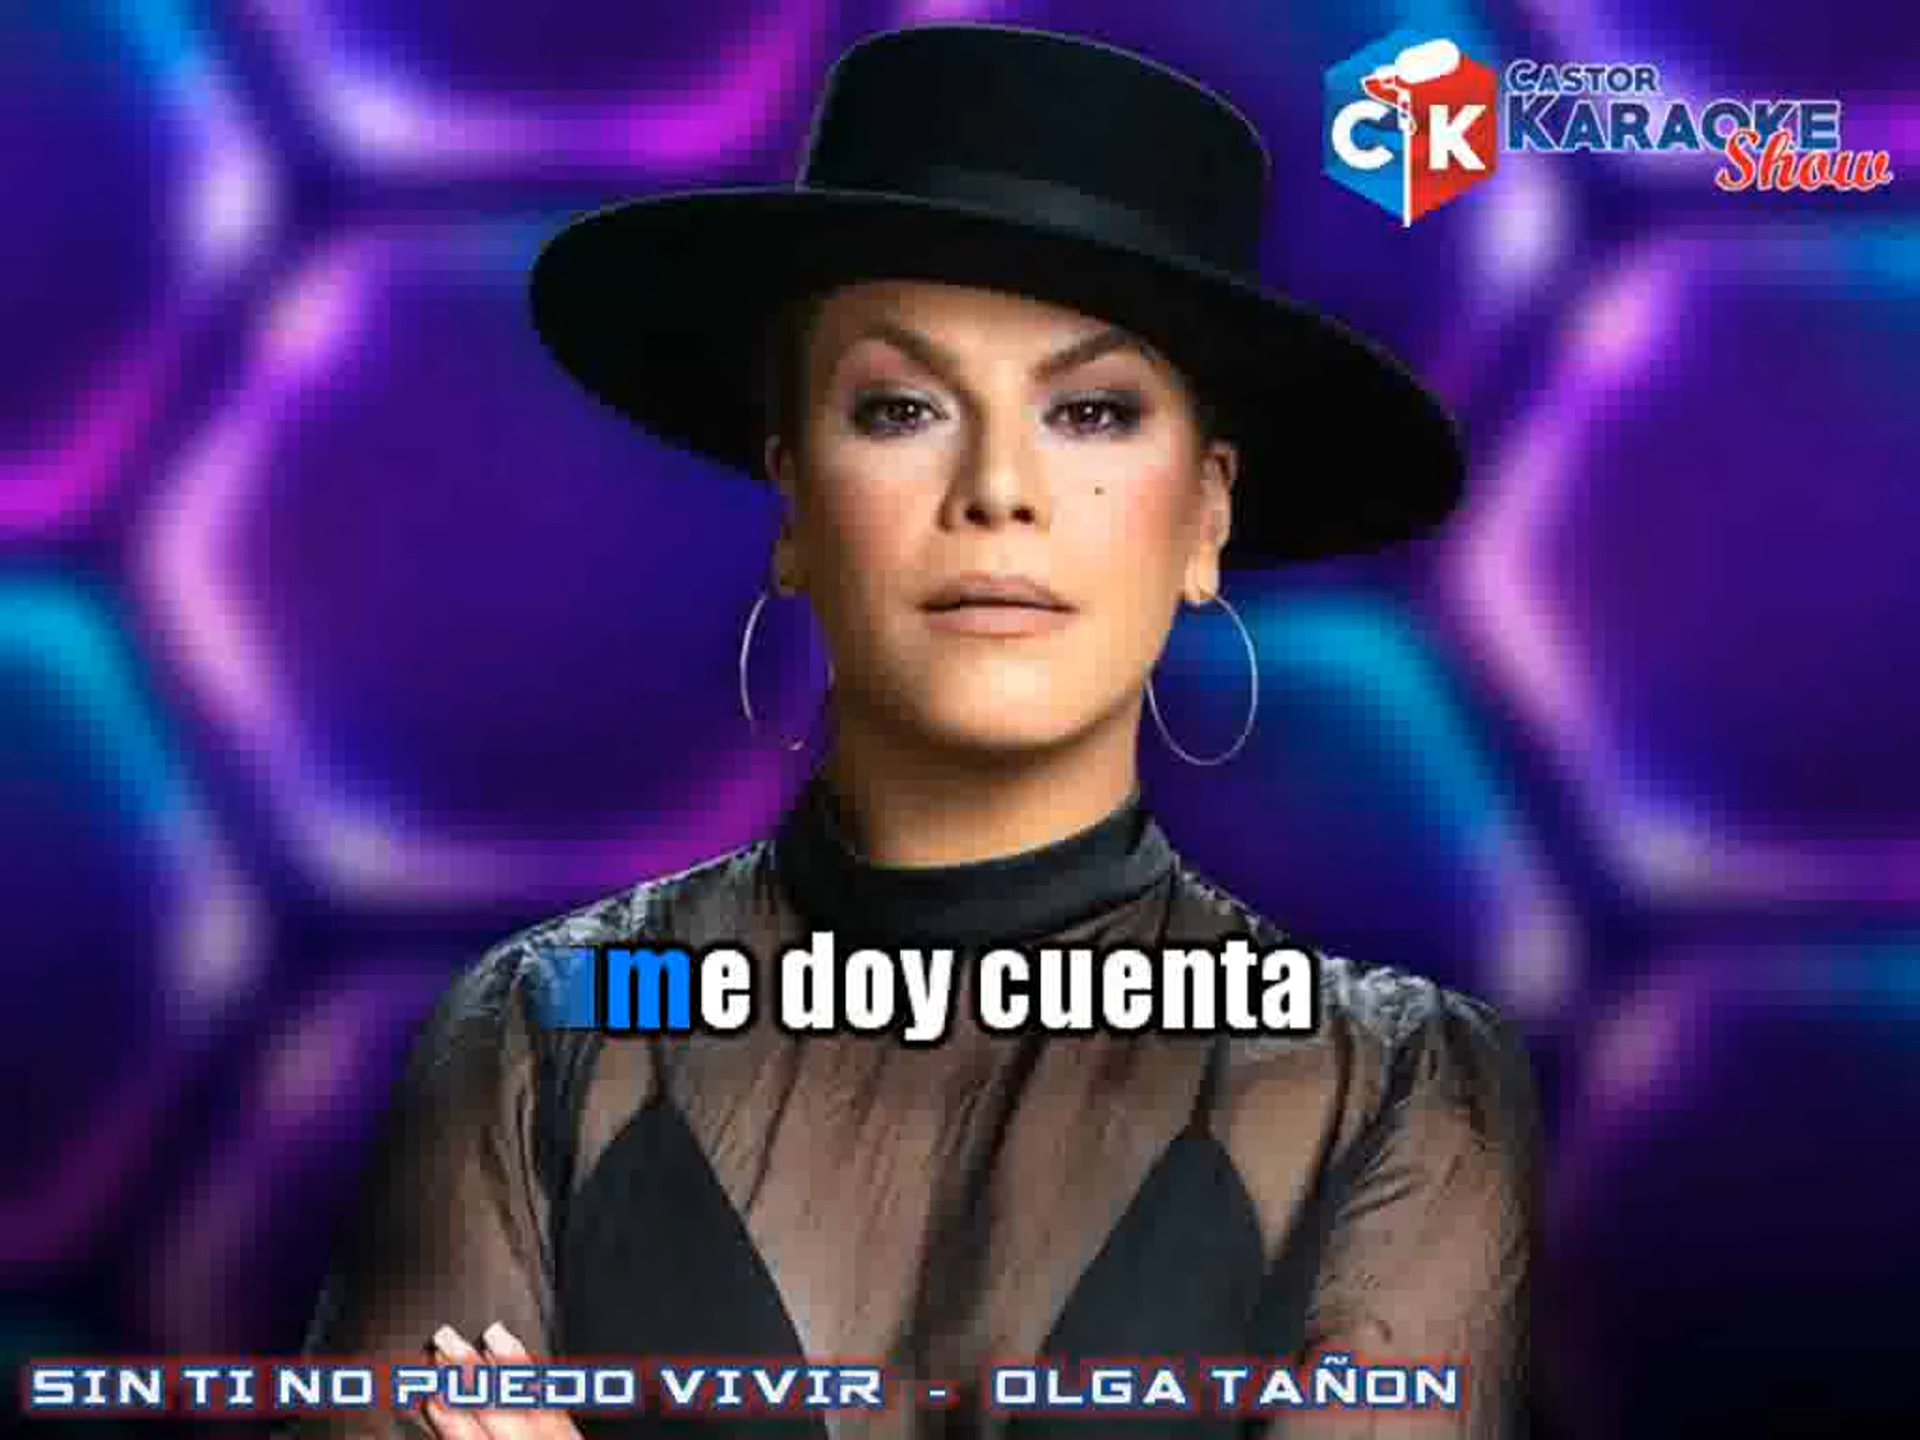 CK CASTOR
KARAOKE
Show
me doy cuenta
SIN TI NO PUEDO VIVIR - OLGA TAÑON